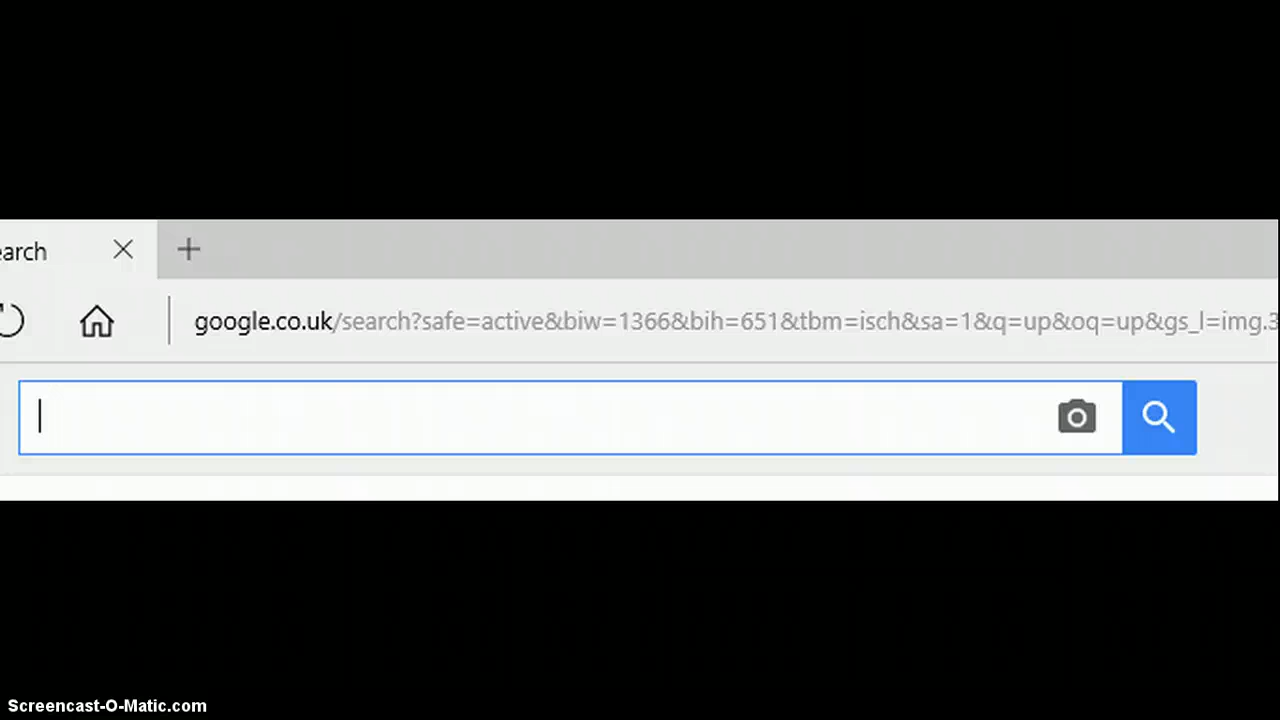 earch
google.co.uk/search?safe=active&biw=1366&bih=651&tbm=isch&sa=1&q=up&oq=up&gs_l=img.3
Screencast-O-Matic.com